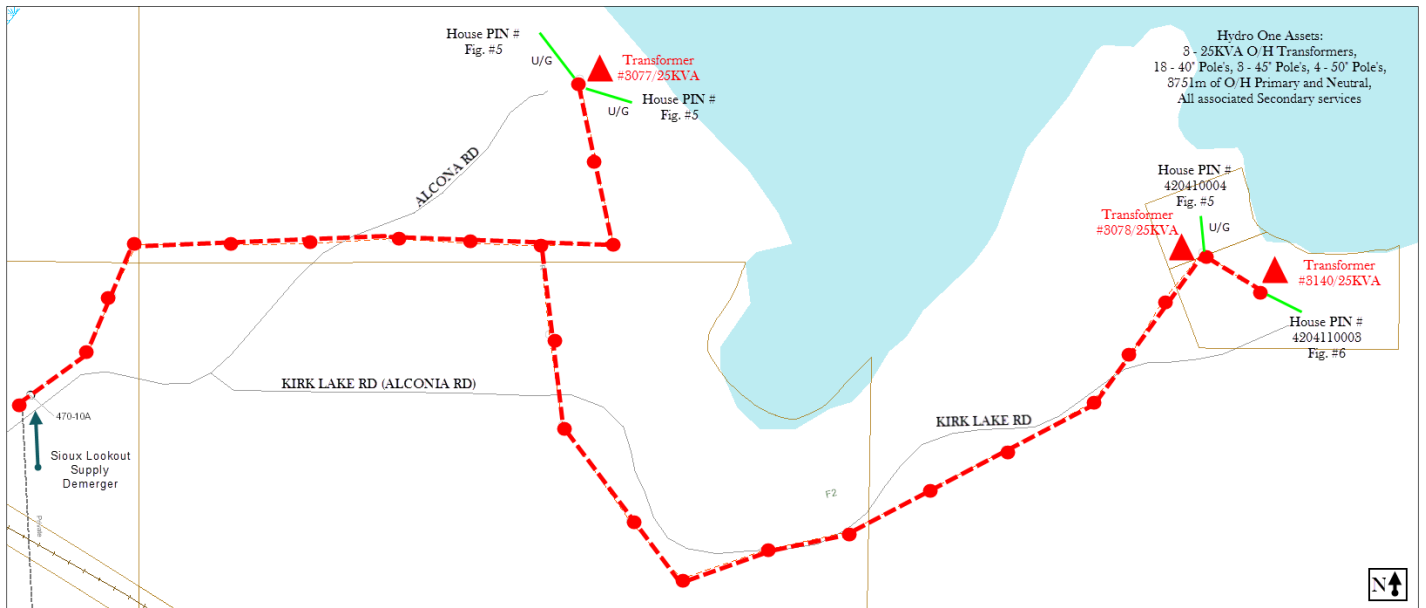 House PIN #
Fig. #5
U/G
Transformer
#3077/25KVA
House PIN #
Fig. #5
U/G
Hydro One Assets:
3 - 25KVA O/H Transformers,
18 - 40' Pole's, 3 - 45' Pole's, 4 - 50' Pole's,
3751m of O/H Primary and Neutral,
All associated Secondary services
ALCONA RD
House PIN #
420410004
Fig. #5
U/G
Transformer
#3078/25KVA
Transformer
#3140/25KVA
House PIN #
4204110003
Fig. #6
KIRK LAKE RD (ALCONIA RD)
KIRK LAKE RD
470-10A
Sioux Lookout
Supply
Demerger
F2
Private
N